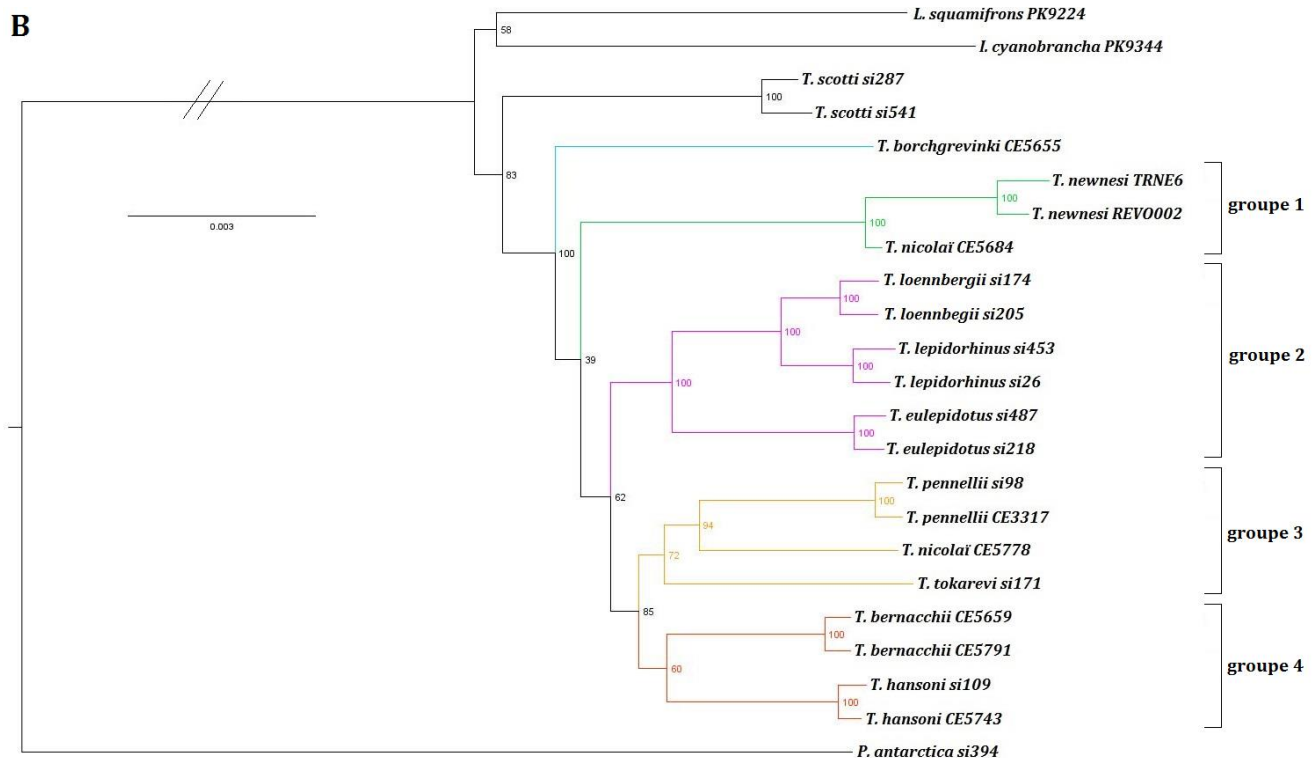 B
L. squamifrons PK9224
58
I. cyanobrancha PK9344
T. scotti si287
100
T. scotti si541
T. borchgrevinki CE5655
83
T. newnesi TRNE6
100
T. newnesi REVO002
groupe 1
0.003
100
T. nicolaï CE5684
100
T. loennbergii si174
100
T. loennbegii si205
100
T. lepidorhinus si453
groupe 2
39
100
T. lepidorhinus si26
100
T. eulepidotus si487
100
T. eulepidotus si218
T. pennellii si98
62
100
T. pennellii CE3317
94
groupe 3
T. nicolaï CE5778
72
T. tokarevi si171
85
T. bernacchii CE5659
100
T. bernacchii CE5791
60
groupe 4
T. hansoni si109
100
T. hansoni CE5743
P. antarctica si394